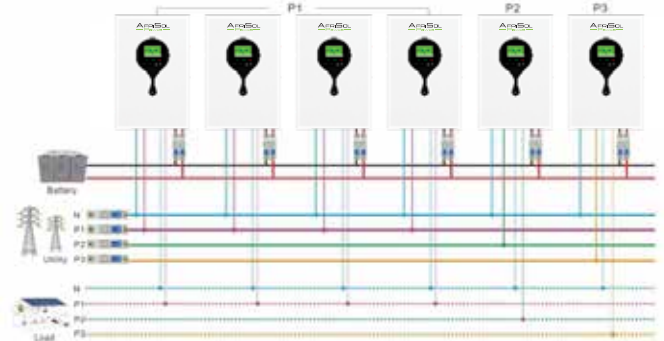 P1 P2 P3
AFRISOL AFRISOL AFRISOL AFRISOL AFRISOL AFRISOL
Battery
N
P1
P2
Utility P3
N
P1
P2
Load P3